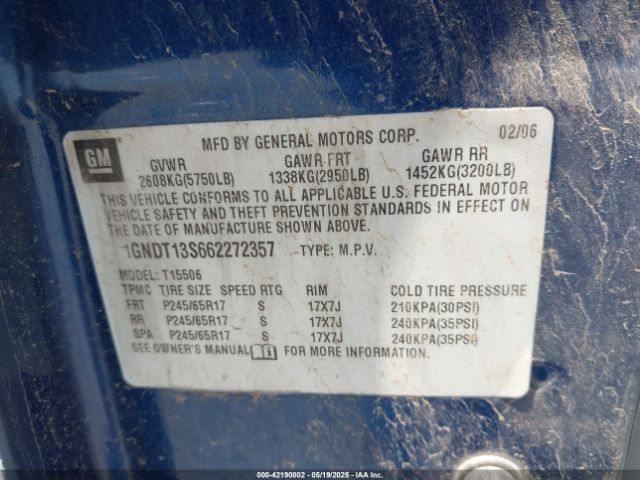 MFD BY GENERAL MOTORS CORP. 02/06
GM
GVWR GAWR FRT GAWR RR
2608KG(5750LB) 1338KG(2950LB) 1452KG(3200LB)
THIS VEHICLE CONFORMS TO ALL APPLICABLE U.S. FEDERAL MOTOR
VEHICLE SAFETY AND THEFT PREVENTION STANDARDS IN EFFECT ON
THE DATE OF MANUFACTURE SHOWN ABOVE.
1GNDT13S662272357 TYPE: M.P.V.
MODEL: T15506
TPMC TIRE SIZE SPEED RTG RIM COLD TIRE PRESSURE
FRT P245/65R17 S 17X7J 210KPA(30PSI)
RR P245/65R17 S 17X7J 240KPA(35PSI)
SPA P245/65R17 S 17X7J 240KPA(35PSI)
SEE OWNER'S MANUAL FOR MORE INFORMATION.
000-42190802 - 05/19/2025 - IAA Inc.